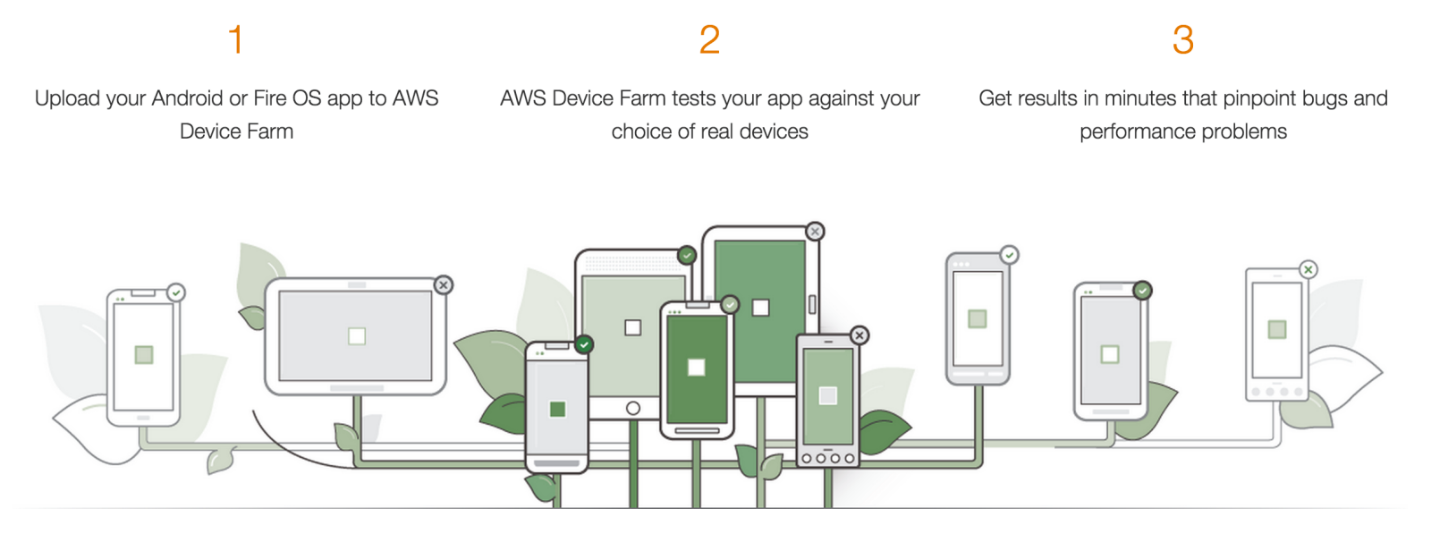 1
Upload your Android or Fire OS app to AWS
Device Farm
2
AWS Device Farm tests your app against your
choice of real devices
3
Get results in minutes that pinpoint bugs and
performance problems